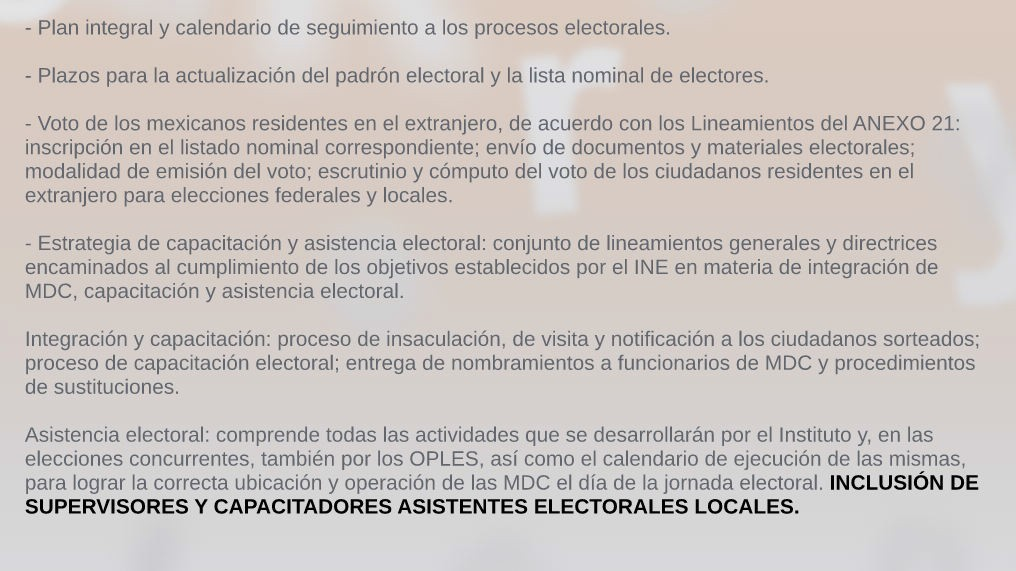 - Plan integral y calendario de seguimiento a los procesos electorales.
- Plazos para la actualización del padrón electoral y la lista nominal de electores.
- Voto de los mexicanos residentes en el extranjero, de acuerdo con los Lineamientos del ANEXO 21:
inscripción en el listado nominal correspondiente; envío de documentos y materiales electorales;
modalidad de emisión del voto; escrutinio y cómputo del voto de los ciudadanos residentes en el
extranjero para elecciones federales y locales.
- Estrategia de capacitación y asistencia electoral: conjunto de lineamientos generales y directrices
encaminados al cumplimiento de los objetivos establecidos por el INE en materia de integración de
MDC, capacitación y asistencia electoral.
Integración y capacitación: proceso de insaculación, de visita y notificación a los ciudadanos sorteados;
proceso de capacitación electoral; entrega de nombramientos a funcionarios de MDC y procedimientos
de sustituciones.
Asistencia electoral: comprende todas las actividades que se desarrollarán por el Instituto y, en las
elecciones concurrentes, también por los OPLES, así como el calendario de ejecución de las mismas,
para lograr la correcta ubicación y operación de las MDC el día de la jornada electoral. INCLUSIÓN DE
SUPERVISORES Y CAPACITADORES ASISTENTES ELECTORALES LOCALES.